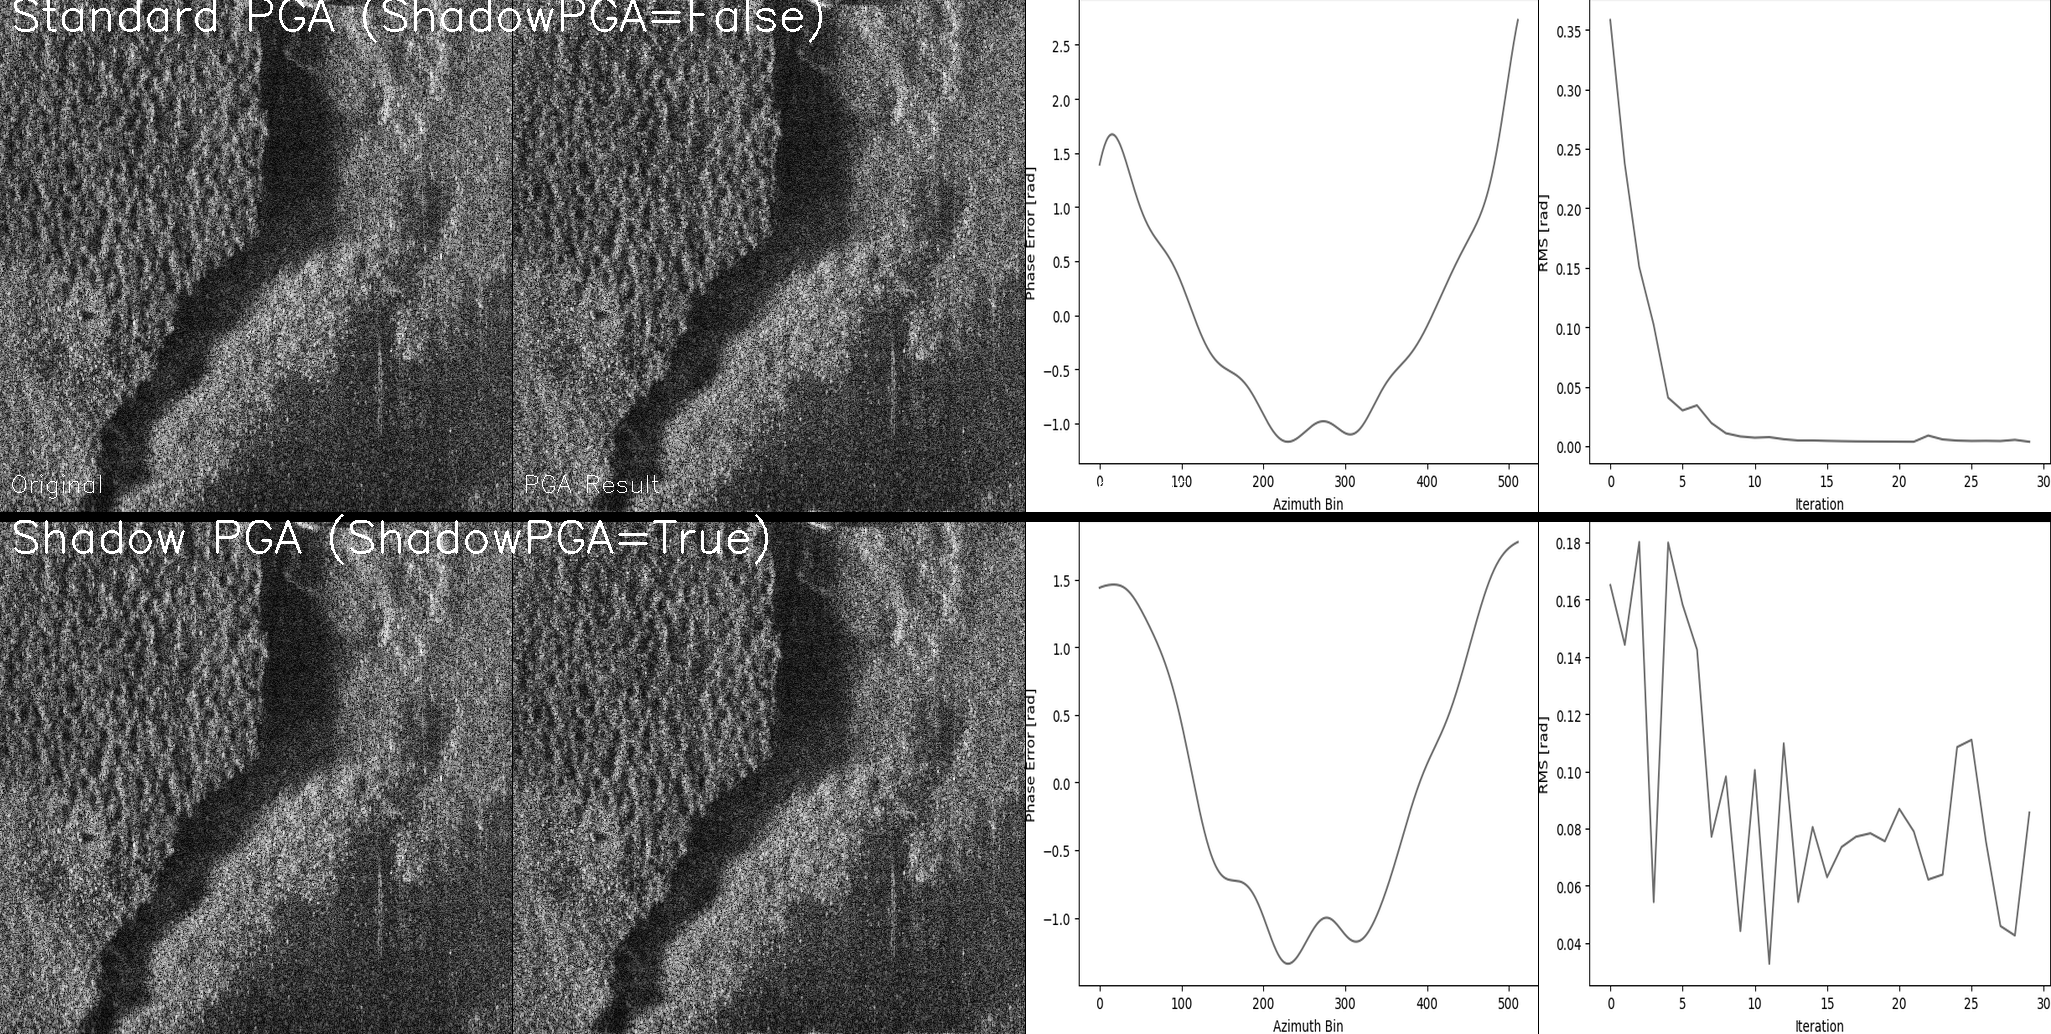 Standard PGA (ShadowPGA=False)
Original
PGA Result
Phase Error [rad]
2.5
2.0
1.5
1.0
0.5
0.0
−0.5
−1.0
0 100 200 300 400 500
Azimuth Bin
RMS [rad]
0.35
0.30
0.25
0.20
0.15
0.10
0.05
0.00
0 5 10 15 20 25 30
Iteration
Shadow PGA (ShadowPGA=True)
Phase Error [rad]
1.5
1.0
0.5
0.0
−0.5
−1.0
0 100 200 300 400 500
Azimuth Bin
RMS [rad]
0.18
0.16
0.14
0.12
0.10
0.08
0.06
0.04
0 5 10 15 20 25 30
Iteration